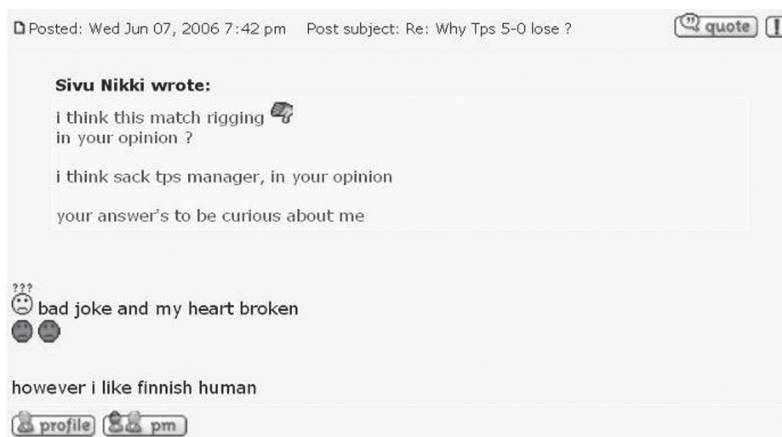 Posted: Wed Jun 07, 2006 7:42 pm Post subject: Re: Why Tps 5-0 lose ?
quote
Sivu Nikki wrote:
i think this match rigging
in your opinion ?
i think sack tps manager, in your opinion
your answer's to be curious about me
???
bad joke and my heart broken
however i like finnish human
profile pm